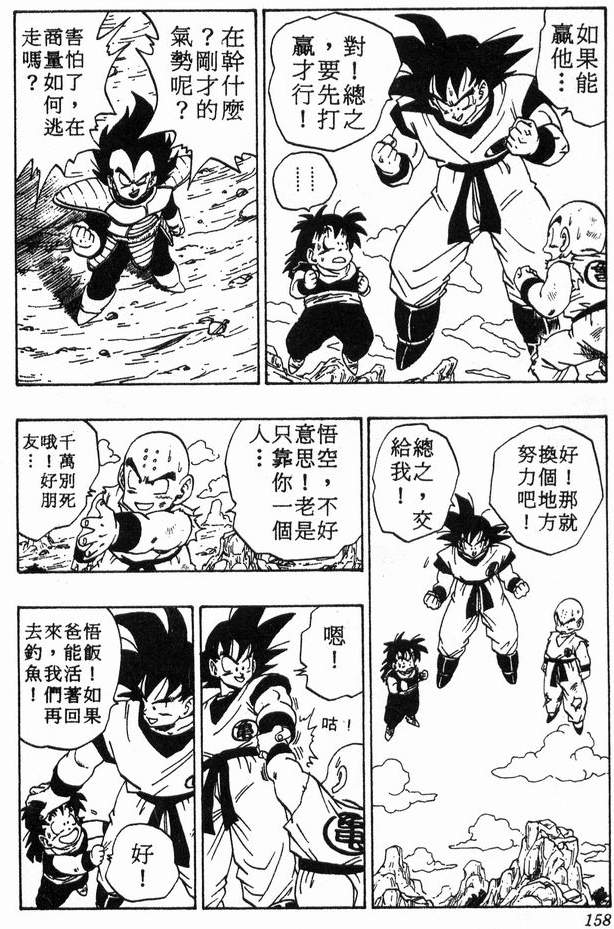 如果能
贏他…
對！總之
，要先打
贏才行！
……
在幹什麼
？剛才的
氣勢呢？
害怕了，在
商量如何逃
走嗎？
好！那就
換個地方
努力吧！
總之，交
給我！
悟空，不好
意思！老是
只靠你一個
人…
千萬別死
哦！好朋
友…
嗯！
咕！
悟飯！如果
爸能活著回
來，我們再
去釣魚！
好！
龜
龜
158